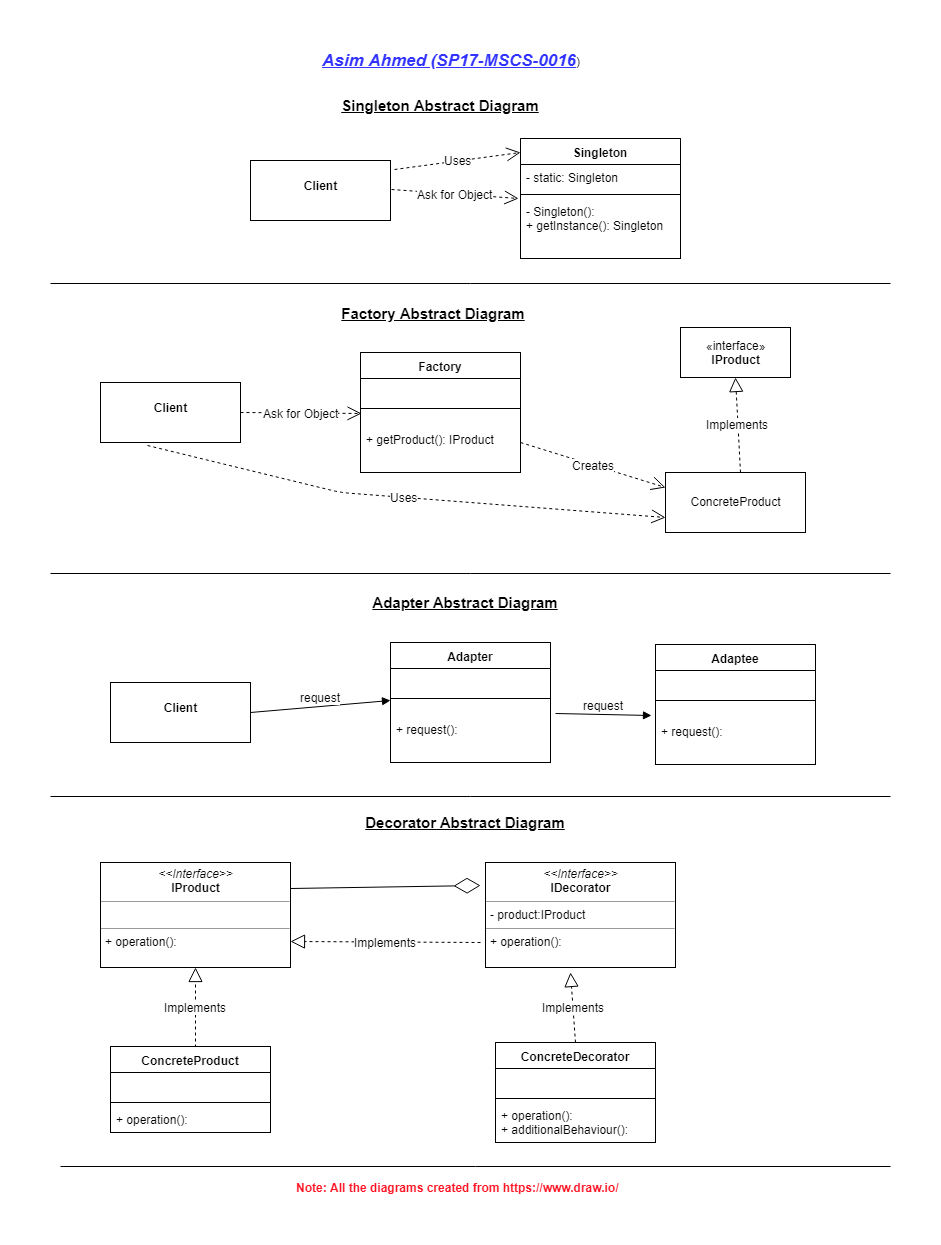 Asim Ahmed (SP17-MSCS-0016)
Singleton Abstract Diagram
Client
Uses
Ask for Object
Singleton
- static: Singleton
- Singleton():
+ getInstance(): Singleton
Factory Abstract Diagram
Client
Ask for Object
Factory
+ getProduct(): IProduct
«interface»
IProduct
Implements
Creates
Uses
ConcreteProduct
Adapter Abstract Diagram
Client
request
Adapter
+ request():
request
Adaptee
+ request():
Decorator Abstract Diagram
<<Interface>>
IProduct
+ operation():
<<Interface>>
IDecorator
- product:IProduct
+ operation():
Implements
Implements
Implements
ConcreteProduct
+ operation():
ConcreteDecorator
+ operation():
+ additionalBehaviour():
Note: All the diagrams created from https://www.draw.io/